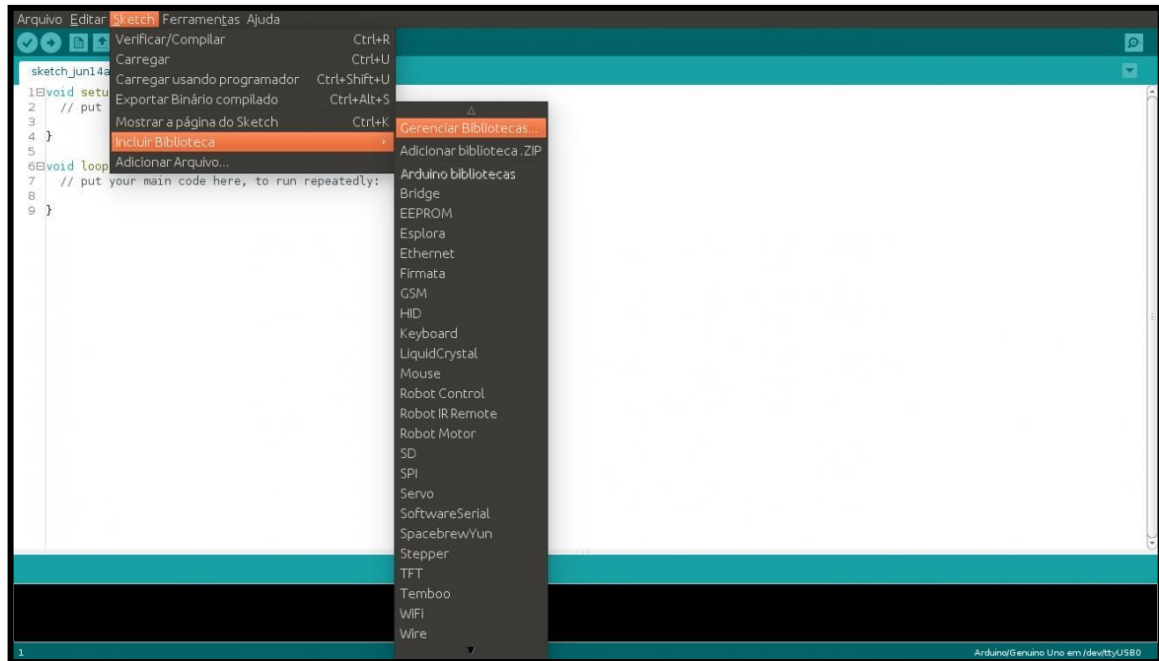 Arquivo Editar Sketch Ferramentas Ajuda
Verificar/Compilar Ctrl+R
Carregar Ctrl+U
Carregar usando programador Ctrl+Shift+U
Exportar Binário compilado Ctrl+Alt+S
Mostrar a página do Sketch Ctrl+K
Incluir Biblioteca
Adicionar Arquivo...
sketch_jun14a
1 void setu
2 // put
3
4 }
5
6 void loop
7 // put your main code here, to run repeatedly:
8
9 }
Gerenciar Bibliotecas...
Adicionar biblioteca .ZIP
Arduino bibliotecas
Bridge
EEPROM
Esplora
Ethernet
Firmata
GSM
HID
Keyboard
LiquidCrystal
Mouse
Robot Control
Robot IR Remote
Robot Motor
SD
SPI
Servo
SoftwareSerial
SpacebrewYun
Stepper
TFT
Temboo
WiFi
Wire
1 Arduino/Genuino Uno em /dev/ttyUSB0